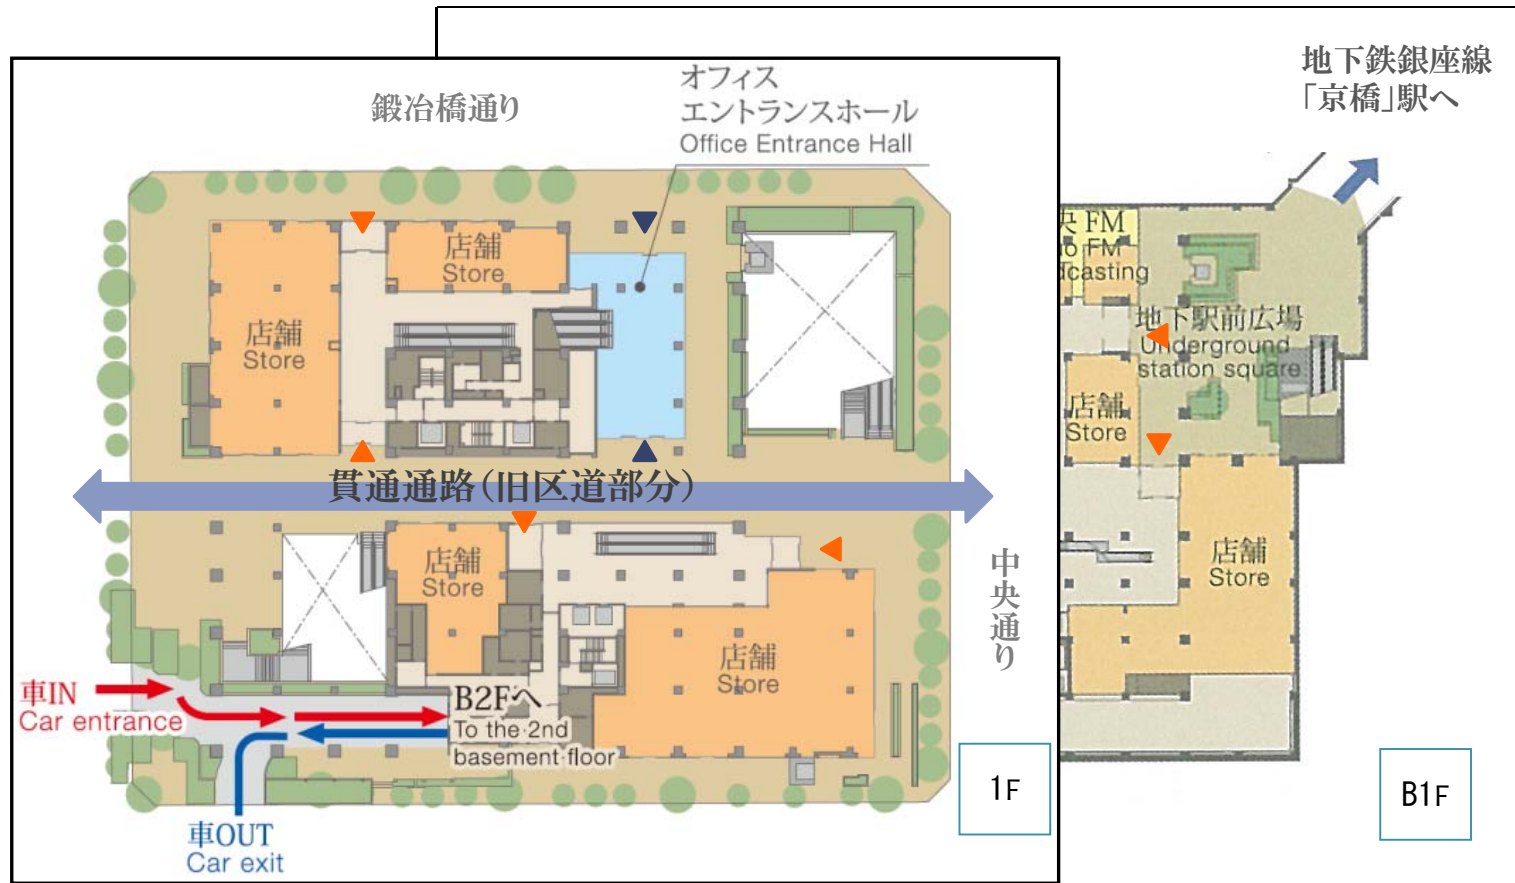 鍛冶橋通り
オフィス
エントランスホール
Office Entrance Hall
店舗
Store
店舗
Store
貫通通路(旧区道部分)
店舗
Store
店舗
Store
中央通り
車IN
Car entrance
B2Fへ
To the 2nd
basement floor
車OUT
Car exit
1F
地下鉄銀座線
「京橋」駅へ
央 FM
o FM
dcasting
地下駅前広場
Underground
station square
店舗
Store
店舗
Store
B1F